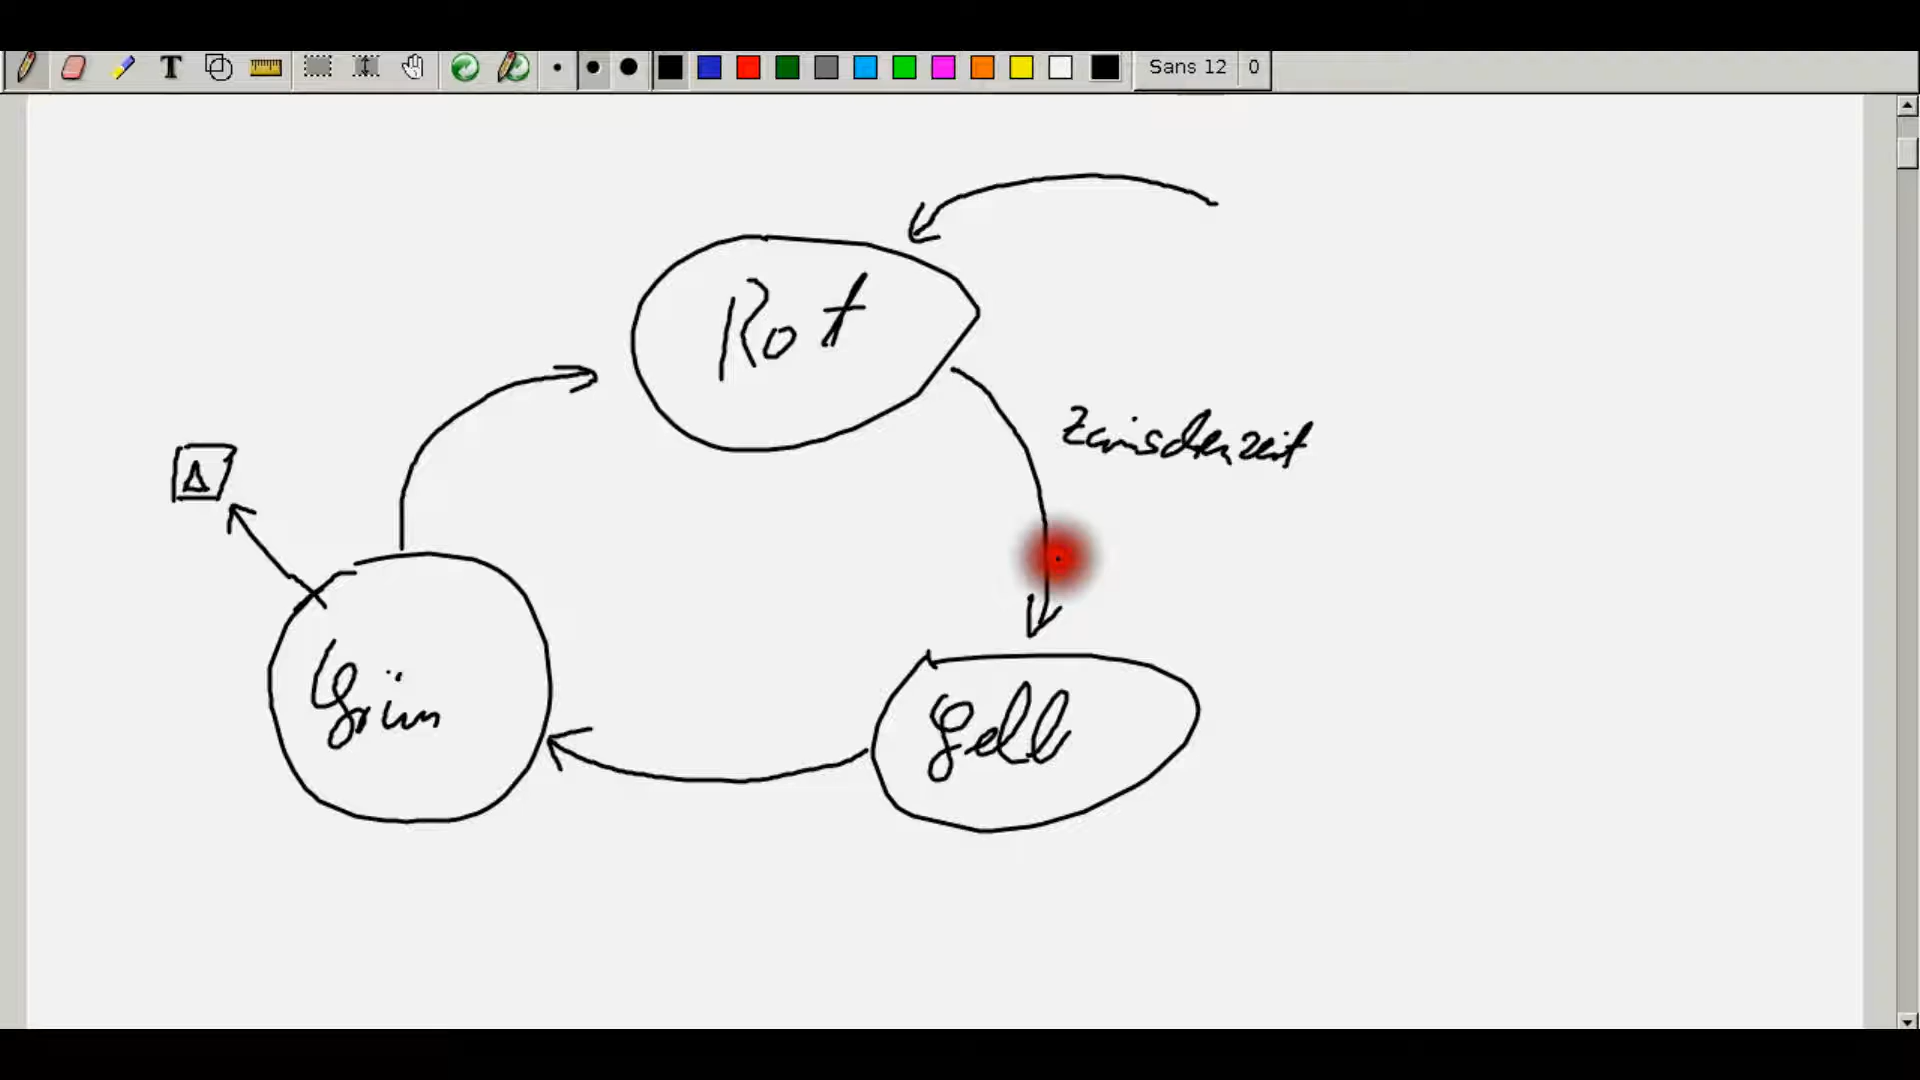 T Sans 12 0
Rot
Zwischenzeit
Δ
Grün
Gelb